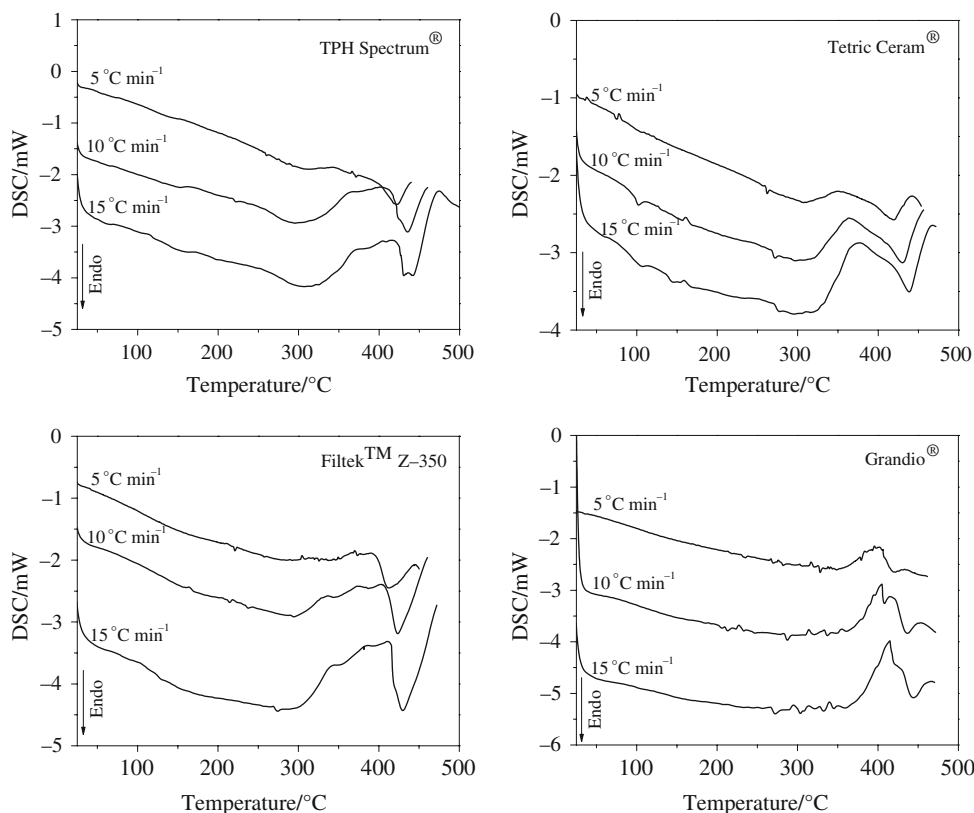 TPH Spectrum®
1
0
−1
−2
−3
−4
−5
DSC/mW
5 °C min⁻¹
10 °C min⁻¹
15 °C min⁻¹
Endo
100 200 300 400 500
Temperature/°C
Tetric Ceram®
−0
−1
−2
−3
−4
DSC/mW
5 °C min⁻¹
10 °C min⁻¹
15 °C min⁻¹
Endo
100 200 300 400 500
Temperature/°C
Filtek™ Z–350
0
−1
−2
−3
−4
−5
DSC/mW
5 °C min⁻¹
10 °C min⁻¹
15 °C min⁻¹
Endo
100 200 300 400 500
Temperature/°C
Grandio®
0
−1
−2
−3
−4
−5
−6
DSC/mW
5 °C min⁻¹
10 °C min⁻¹
15 °C min⁻¹
Endo
100 200 300 400 500
Temperature/°C